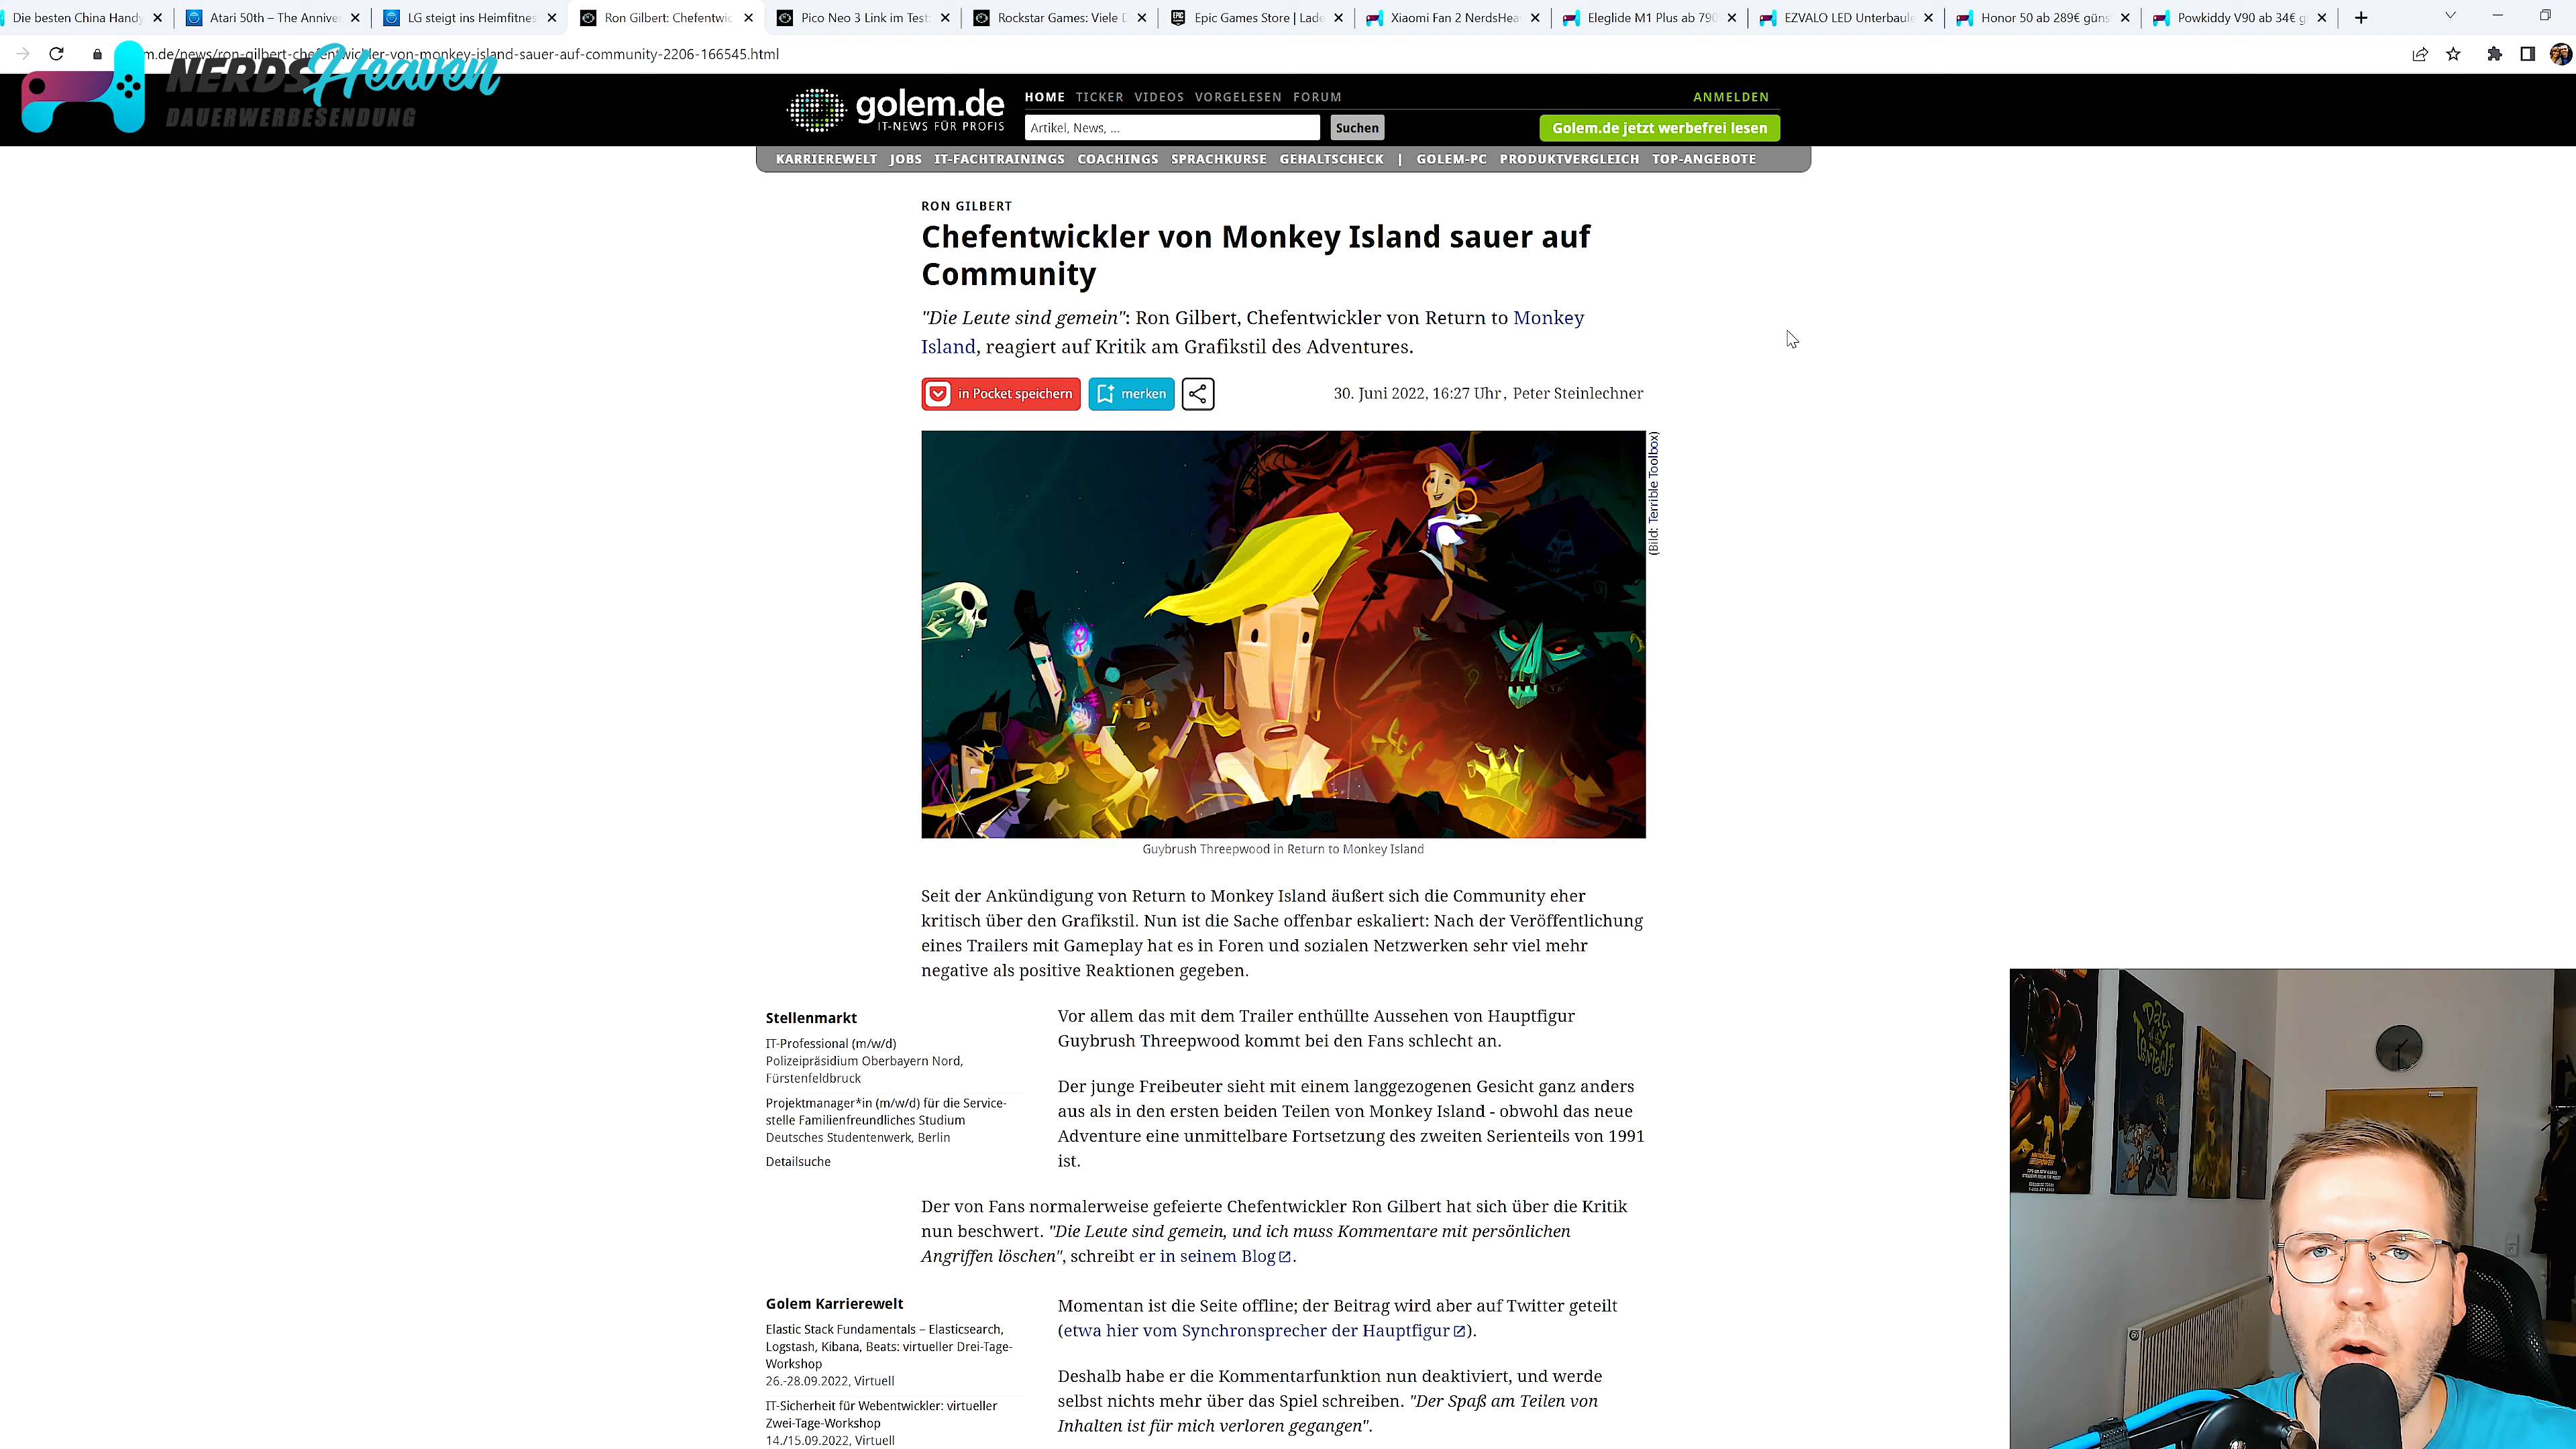 Die besten China Handy
Atari 50th – The Annive
LG steigt ins Heimfitnes
Ron Gilbert: Chefentwic
Pico Neo 3 Link im Test:
Rockstar Games: Viele D
Epic Games Store | Lade
Xiaomi Fan 2 NerdsHea
Eleglide M1 Plus ab 790
EZVALO LED Unterbaule
Honor 50 ab 289€ güns
Powkiddy V90 ab 34€ g
m.de/news/ron-gilbert-chefentwickler-von-monkey-island-sauer-auf-community-2206-166545.html
NERDSHeaven
DAUERWERBESENDUNG
golem.de
IT-NEWS FÜR PROFIS
HOME TICKER VIDEOS VORGELESEN FORUM
ANMELDEN
Artikel, News, ...
Suchen
Golem.de jetzt werbefrei lesen
KARRIEREWELT JOBS IT-FACHTRAININGS COACHINGS SPRACHKURSE GEHALTSCHECK | GOLEM-PC PRODUKTVERGLEICH TOP-ANGEBOTE
RON GILBERT
Chefentwickler von Monkey Island sauer auf
Community
"Die Leute sind gemein": Ron Gilbert, Chefentwickler von Return to Monkey
Island, reagiert auf Kritik am Grafikstil des Adventures.
in Pocket speichern
merken
30. Juni 2022, 16:27 Uhr, Peter Steinlechner
(Bild: Terrible Toolbox)
Guybrush Threepwood in Return to Monkey Island
Seit der Ankündigung von Return to Monkey Island äußert sich die Community eher
kritisch über den Grafikstil. Nun ist die Sache offenbar eskaliert: Nach der Veröffentlichung
eines Trailers mit Gameplay hat es in Foren und sozialen Netzwerken sehr viel mehr
negative als positive Reaktionen gegeben.
Stellenmarkt
IT-Professional (m/w/d)
Polizeipräsidium Oberbayern Nord,
Fürstenfeldbruck
Projektmanager*in (m/w/d) für die Service-
stelle Familienfreundliches Studium
Deutsches Studentenwerk, Berlin
Detailsuche
Vor allem das mit dem Trailer enthüllte Aussehen von Hauptfigur
Guybrush Threepwood kommt bei den Fans schlecht an.
Der junge Freibeuter sieht mit einem langgezogenen Gesicht ganz anders
aus als in den ersten beiden Teilen von Monkey Island - obwohl das neue
Adventure eine unmittelbare Fortsetzung des zweiten Serienteils von 1991
ist.
Der von Fans normalerweise gefeierte Chefentwickler Ron Gilbert hat sich über die Kritik
nun beschwert. "Die Leute sind gemein, und ich muss Kommentare mit persönlichen
Angriffen löschen", schreibt er in seinem Blog.
Golem Karrierewelt
Elastic Stack Fundamentals – Elasticsearch,
Logstash, Kibana, Beats: virtueller Drei-Tage-
Workshop
26.-28.09.2022, Virtuell
IT-Sicherheit für Webentwickler: virtueller
Zwei-Tage-Workshop
14./15.09.2022, Virtuell
Momentan ist die Seite offline; der Beitrag wird aber auf Twitter geteilt
(etwa hier vom Synchronsprecher der Hauptfigur).
Deshalb habe er die Kommentarfunktion nun deaktiviert, und werde
selbst nichts mehr über das Spiel schreiben. "Der Spaß am Teilen von
Inhalten ist für mich verloren gegangen".